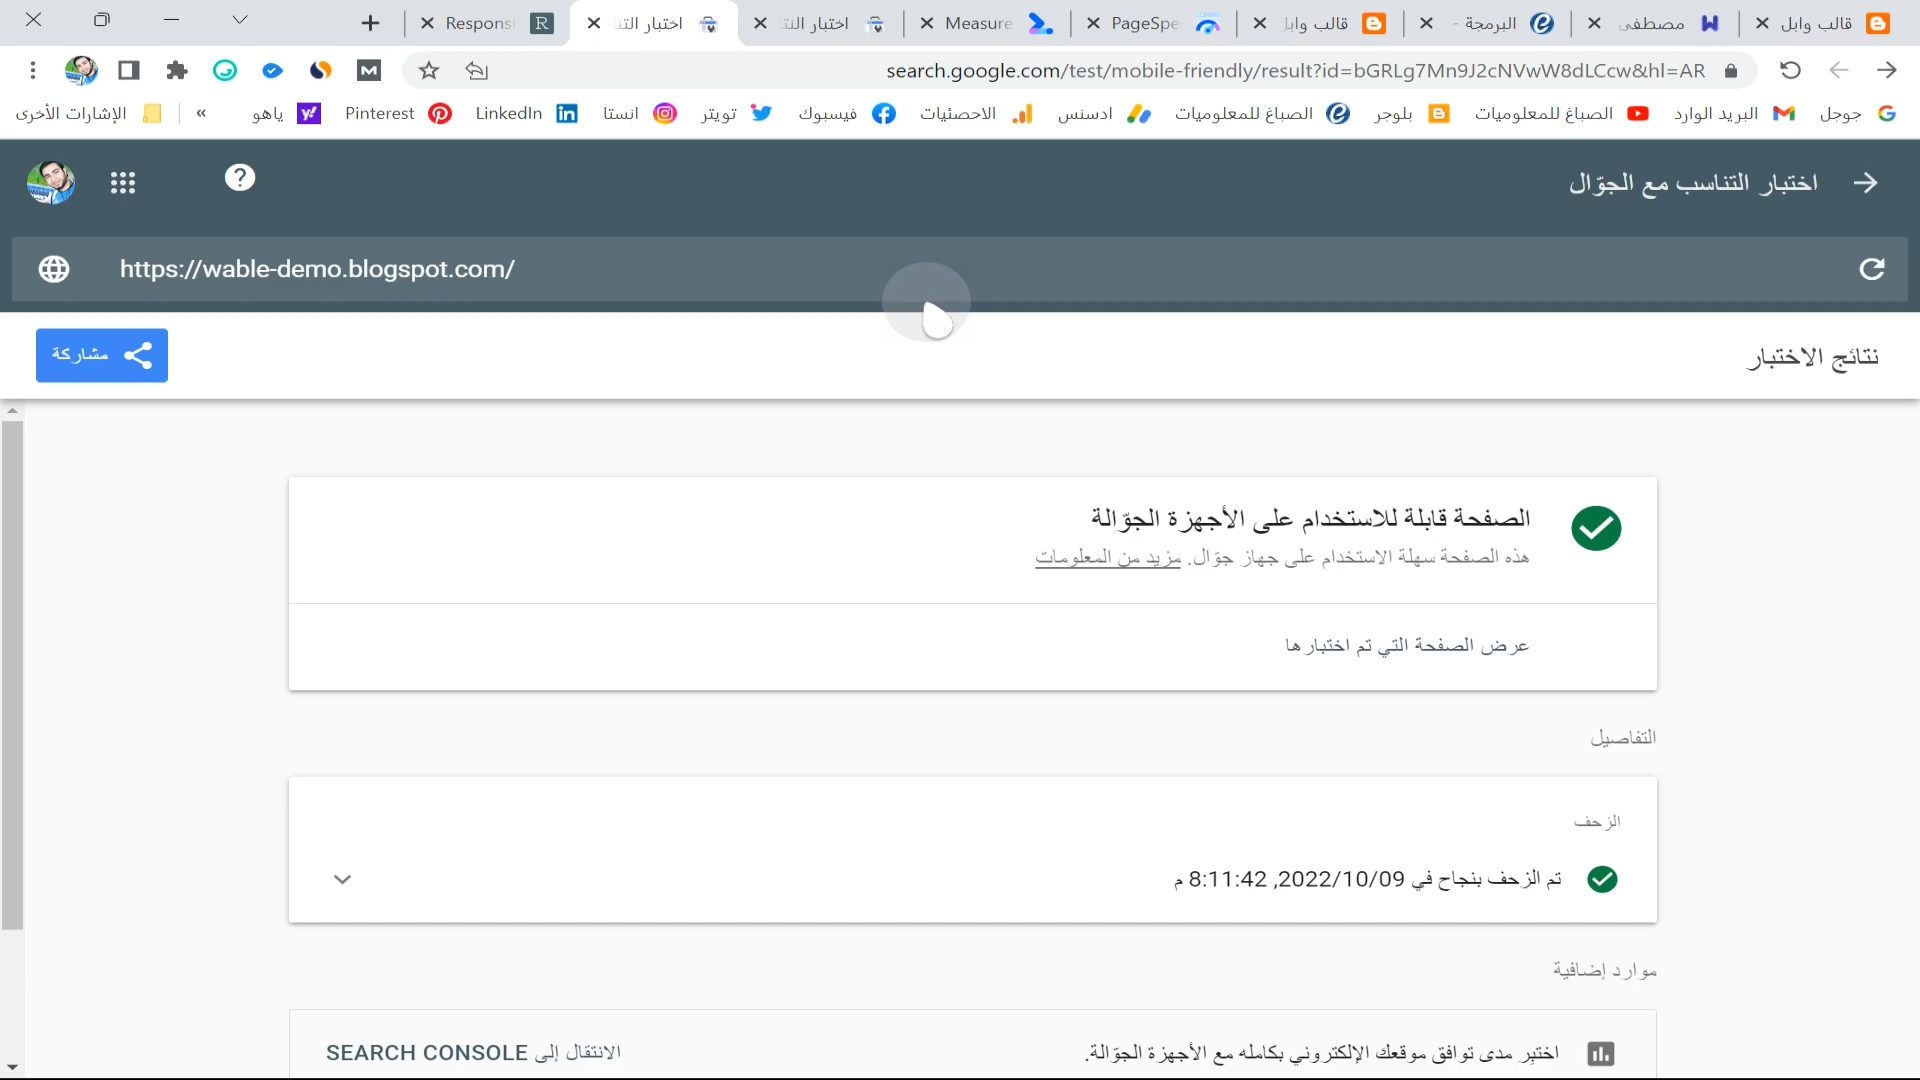 قالب وابل
مصطفى
البرمجة -
قالب وابل
PageSpe
Measure
اختبار النت
اختبار التنا
Responsi
search.google.com/test/mobile-friendly/result?id=bGRLg7Mn9J2cNVwW8dLCcw&hl=AR
جوجل
البريد الوارد
الصباغ للمعلوميات
بلوجر
الصباغ للمعلوميات
ادسنس
الاحصئيات
فيسبوك
تويتر
انستا
LinkedIn
Pinterest
ياهو
«
الإشارات الأخرى
اختبار التناسب مع الجوّال
https://wable-demo.blogspot.com/
نتائج الاختبار
مشاركة
الصفحة قابلة للاستخدام على الأجهزة الجوّالة
هذه الصفحة سهلة الاستخدام على جهاز جوّال. مزيد من المعلومات
عرض الصفحة التي تم اختبارها
التفاصيل
الزحف
تم الزحف بنجاح في 2022/10/09, 8:11:42 م
موارد إضافية
اختبِر مدى توافق موقعك الإلكتروني بكامله مع الأجهزة الجوّالة.
الانتقال إلى SEARCH CONSOLE